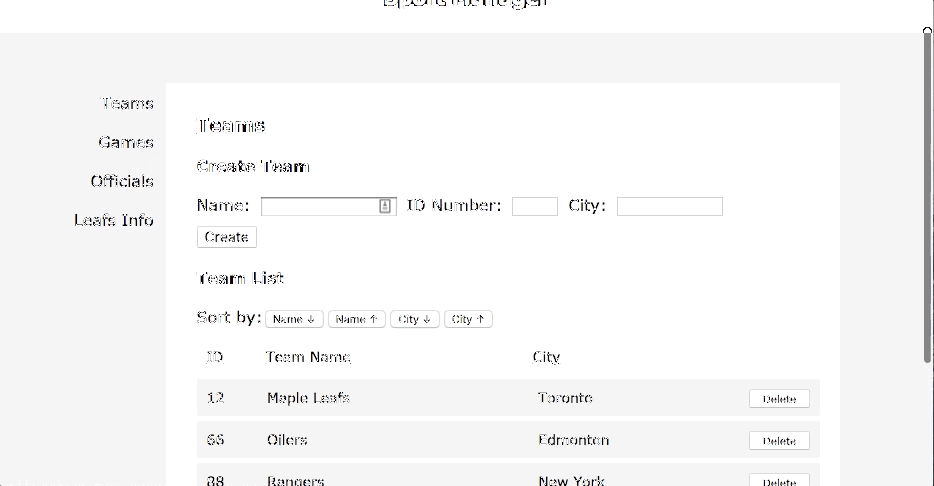 Teams
Games
Officials
Leafs Info
Teams
Create Team
Name: ID Number: City:
Create
Team List
Sort by: Name ↓ Name ↑ City ↓ City ↑
ID Team Name City
12 Maple Leafs Toronto Delete
66 Oilers Edmonton Delete
88 Rangers New York Delete